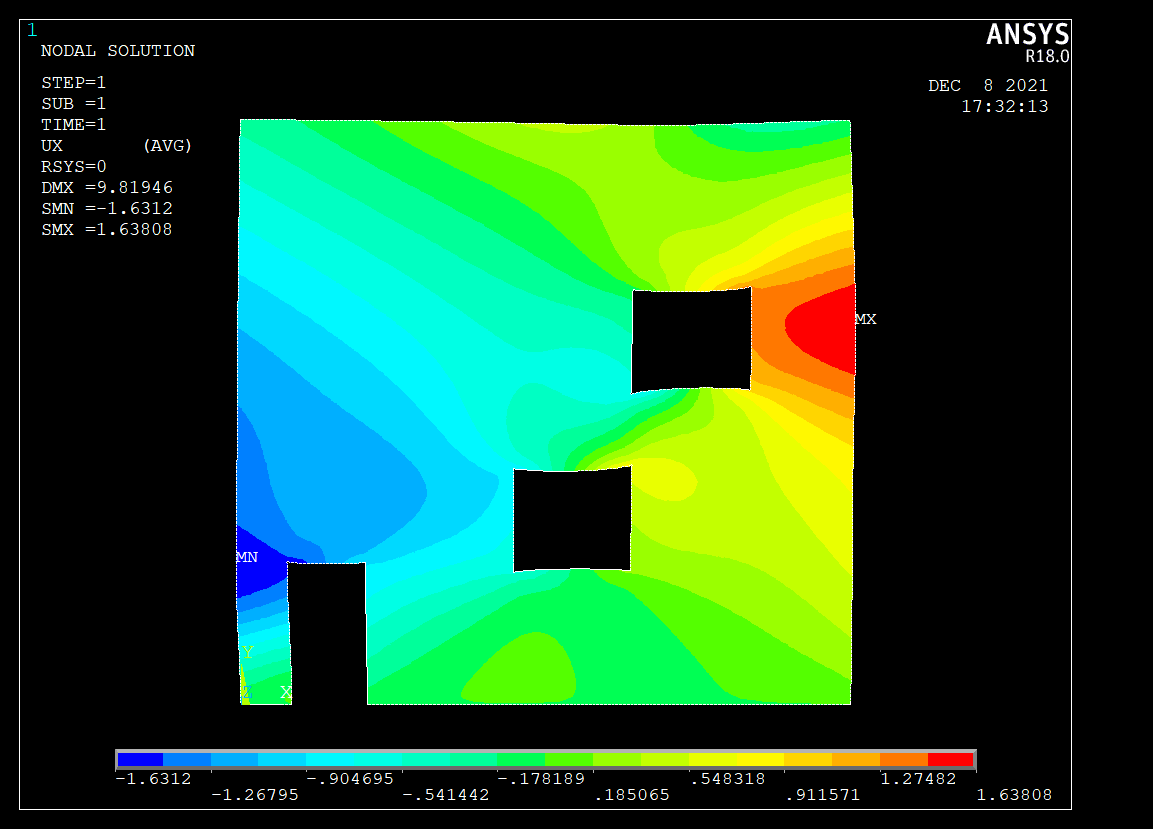 1
ANSYS
R18.0
NODAL SOLUTION
STEP=1
SUB =1
TIME=1
UX (AVG)
RSYS=0
DMX =9.81946
SMN =-1.6312
SMX =1.63808
DEC 8 2021
17:32:13
MX
MN
Y
Z X
-1.6312 -.904695 -.178189 .548318 1.27482
-1.26795 -.541442 .185065 .911571 1.63808